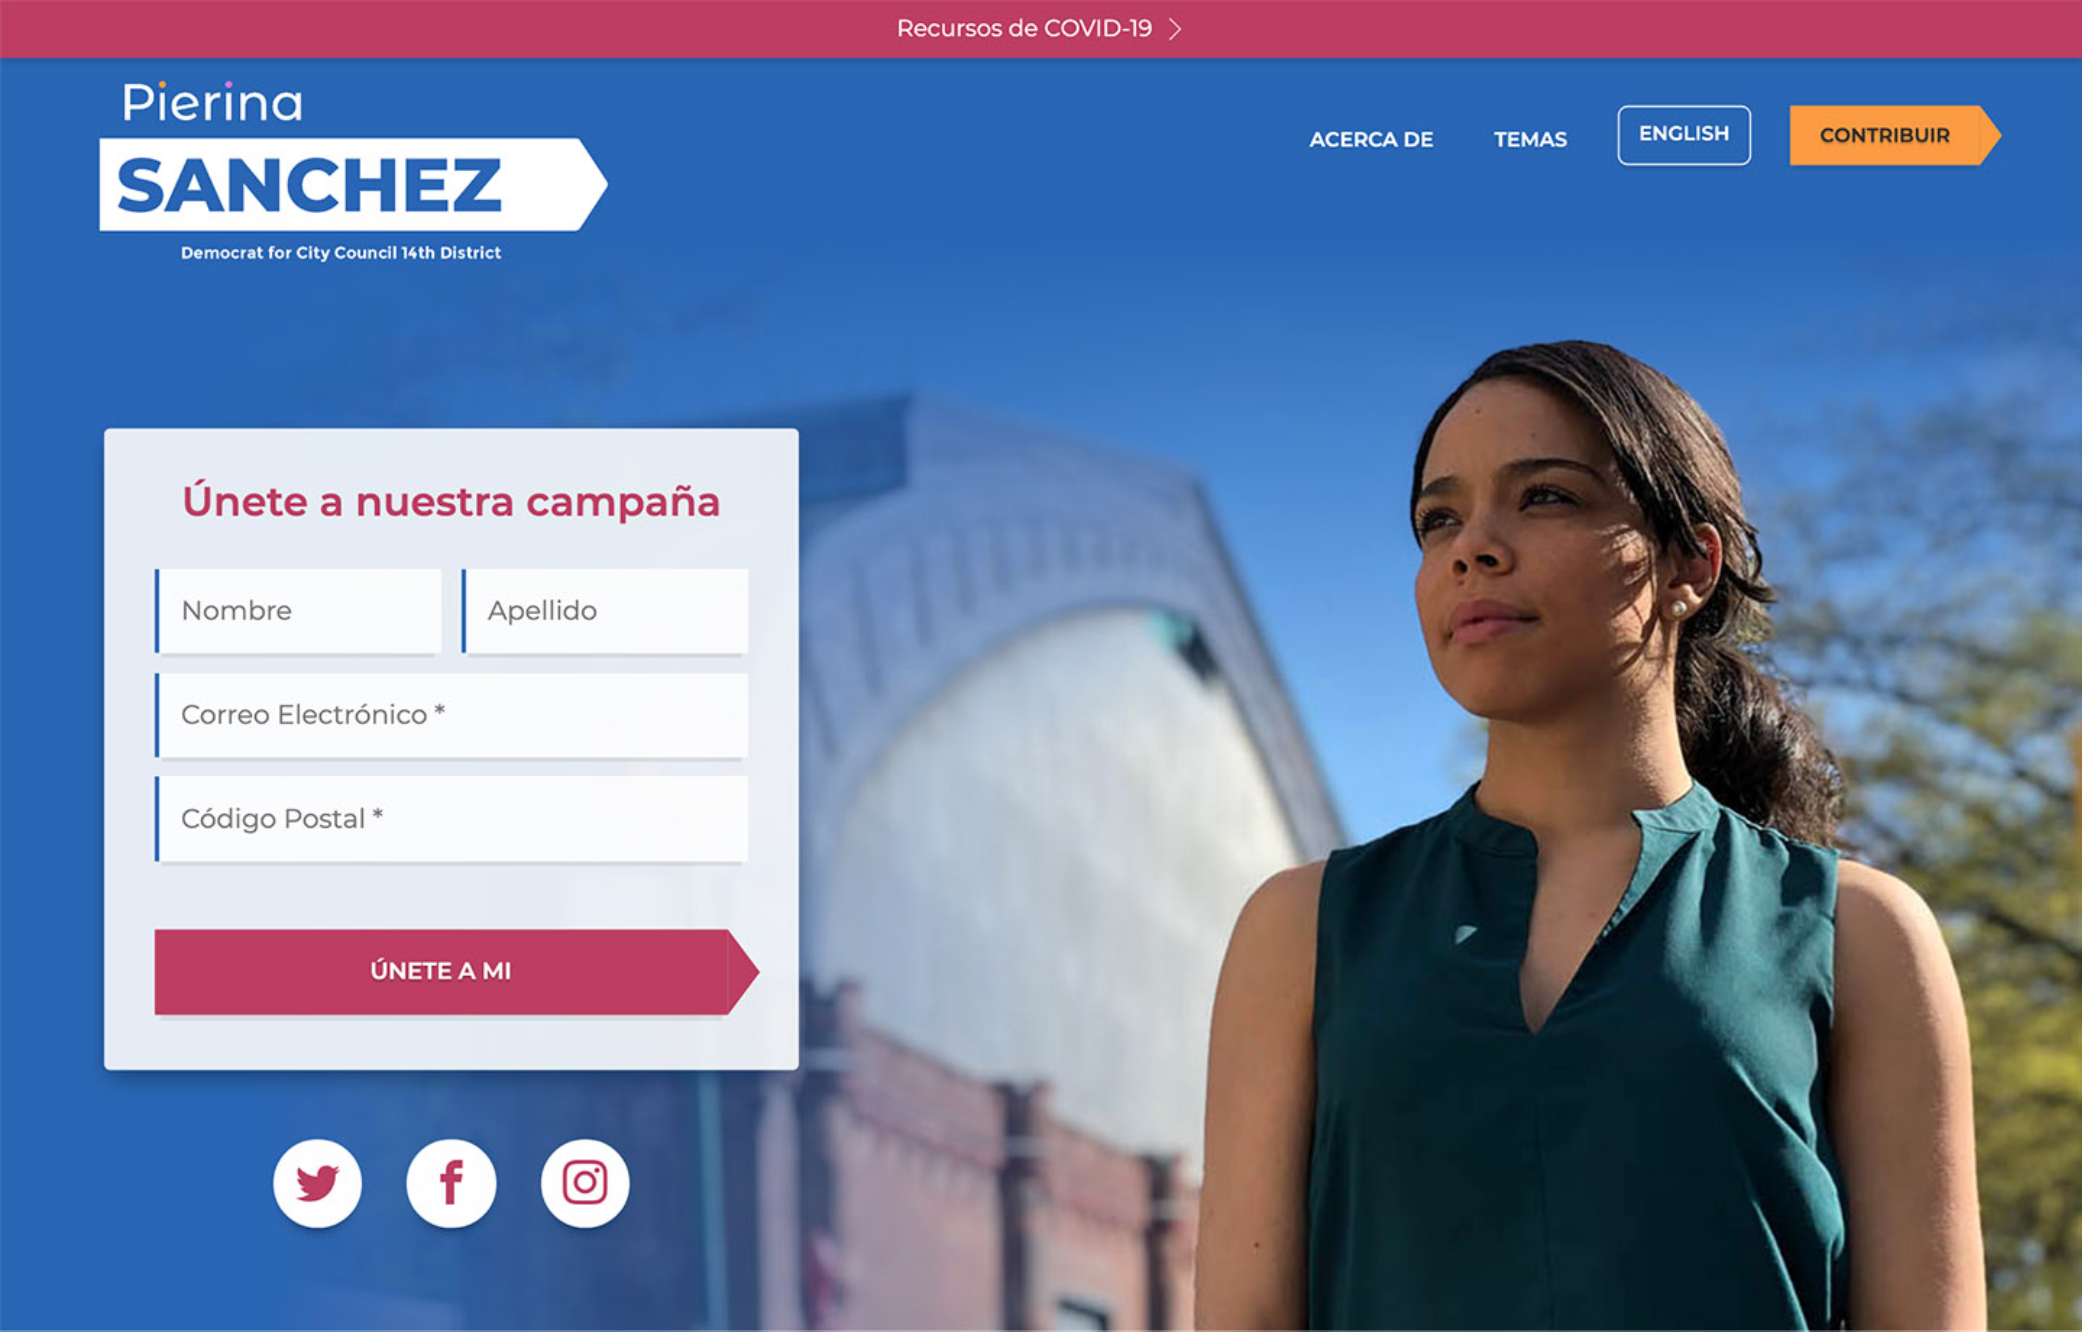 Recursos de COVID-19
Pierina
SANCHEZ
Democrat for City Council 14th District
ACERCA DE
TEMAS
ENGLISH
CONTRIBUIR
Únete a nuestra campaña
Nombre
Apellido
Correo Electrónico *
Código Postal *
ÚNETE A MI